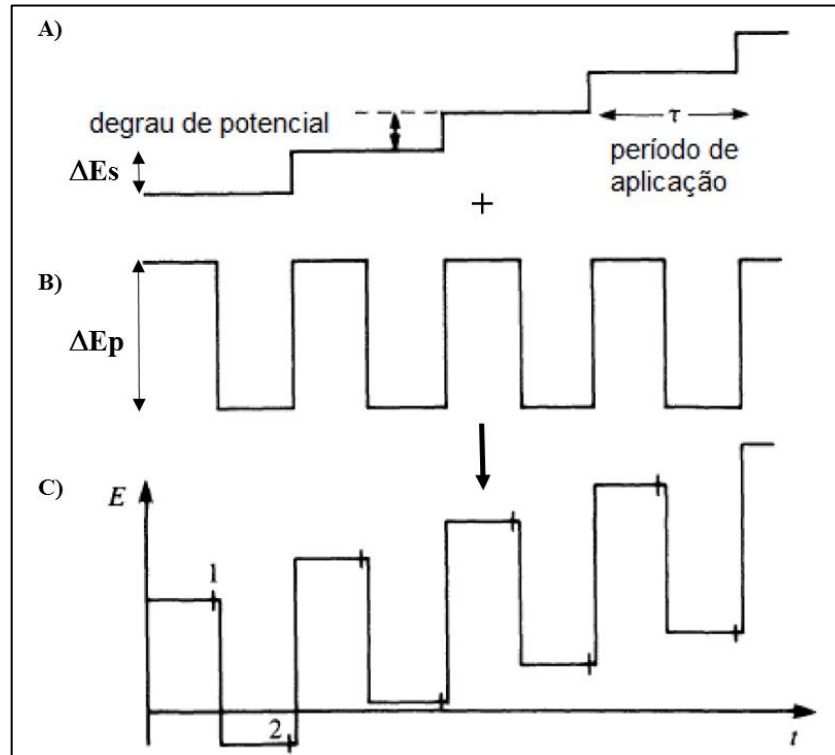 A)
degrau de potencial
ΔEs
τ
período de
aplicação
+
B)
ΔEp
C)
E
1
2
t